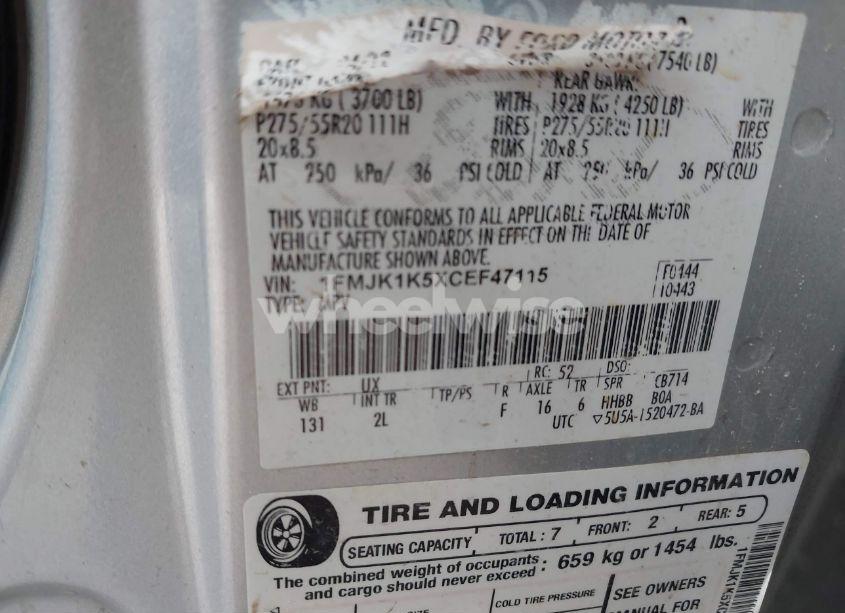 MFD. BY FORD MOTOR
7540 LB)
REAR GAWR:
KG ( 3700 LB) WITH 1928 KG ( 4250 LB) WITH
P275/55R20 111H TIRES P275/55R20 111H TIRES
20x8.5 RIMS 20x8.5 RIMS
AT 250 kPa/ 36 PSI COLD AT kPa/ 36 PSI COLD
THIS VEHICLE CONFORMS TO ALL APPLICABLE FEDERAL MOTOR
VEHICLE SAFETY STANDARDS IN EFFECT ON THE DATE OF
MANUFACTURE SHOWN ABOVE.
VIN: 1FMJK1K5XCEF47115 F0144
TYPE: MPV 10443
wheelwise
EXT PNT: UX RC: 52 DSO:
WB INT TR TP/PS R AXLE TR SPR CB714
131 2L F 16 6 HHBB BOA
UTC ▽5U5A-1520472-BA
TIRE AND LOADING INFORMATION
SEATING CAPACITY TOTAL : 7 FRONT: 2 REAR: 5
The combined weight of occupants : 659 kg or 1454 lbs.
and cargo should never exceed
COLD TIRE PRESSURE SEE OWNERS
MANUAL FOR
1FMJK1K5XC